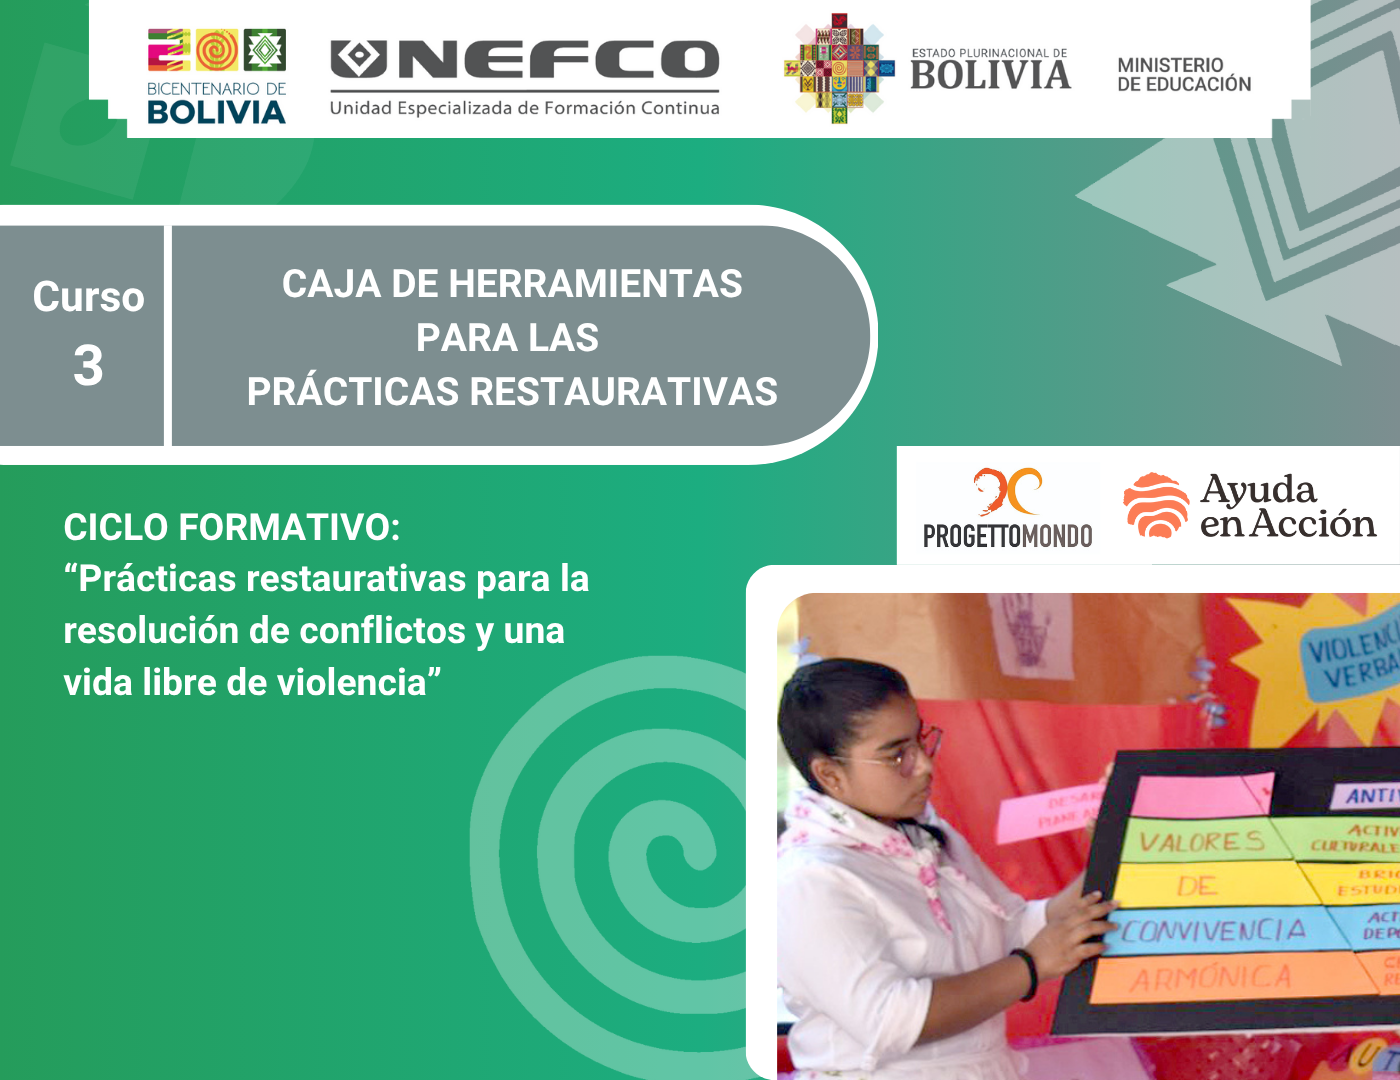 BICENTENARIO DE
BOLIVIA
UNEFCO
Unidad Especializada de Formación Continua
ESTADO PLURINACIONAL DE
BOLIVIA
MINISTERIO
DE EDUCACIÓN
Curso
3
CAJA DE HERRAMIENTAS
PARA LAS
PRÁCTICAS RESTAURATIVAS
PROGETTOMONDO
Ayuda
en Acción
CICLO FORMATIVO:
“Prácticas restaurativas para la
resolución de conflictos y una
vida libre de violencia”
VALORES
DE
CONVIVENCIA
ARMÓNICA